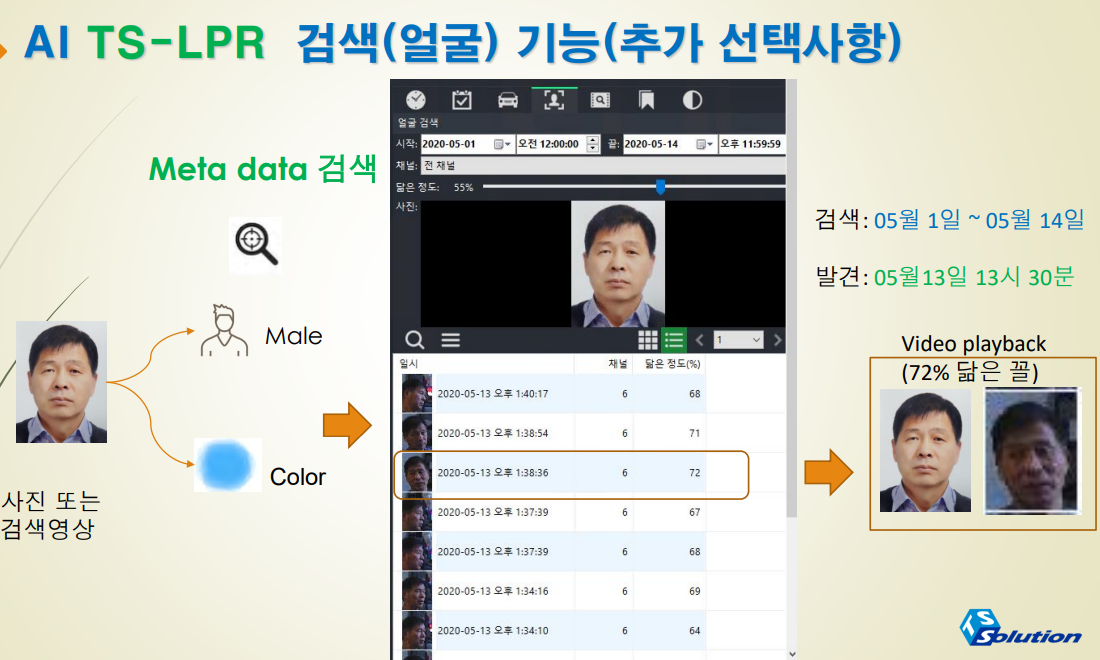 AI TS-LPR 검색(얼굴) 기능(추가 선택사항)
Meta data 검색
Male
Color
사진 또는
검색영상
얼굴 검색
시작: 2020-05-01 오전 12:00:00 끝: 2020-05-14 오후 11:59:59
채널: 전 채널
닮은 정도: 55%
사진:
1
일시 채널 닮은 정도(%)
2020-05-13 오후 1:40:17 6 68
2020-05-13 오후 1:38:54 6 71
2020-05-13 오후 1:38:36 6 72
2020-05-13 오후 1:37:39 6 67
2020-05-13 오후 1:37:39 6 68
2020-05-13 오후 1:34:16 6 69
2020-05-13 오후 1:34:10 6 64
검색: 05월 1일 ~ 05월 14일
발견: 05월13일 13시 30분
Video playback
(72% 닮은 꼴)
SYS Solution